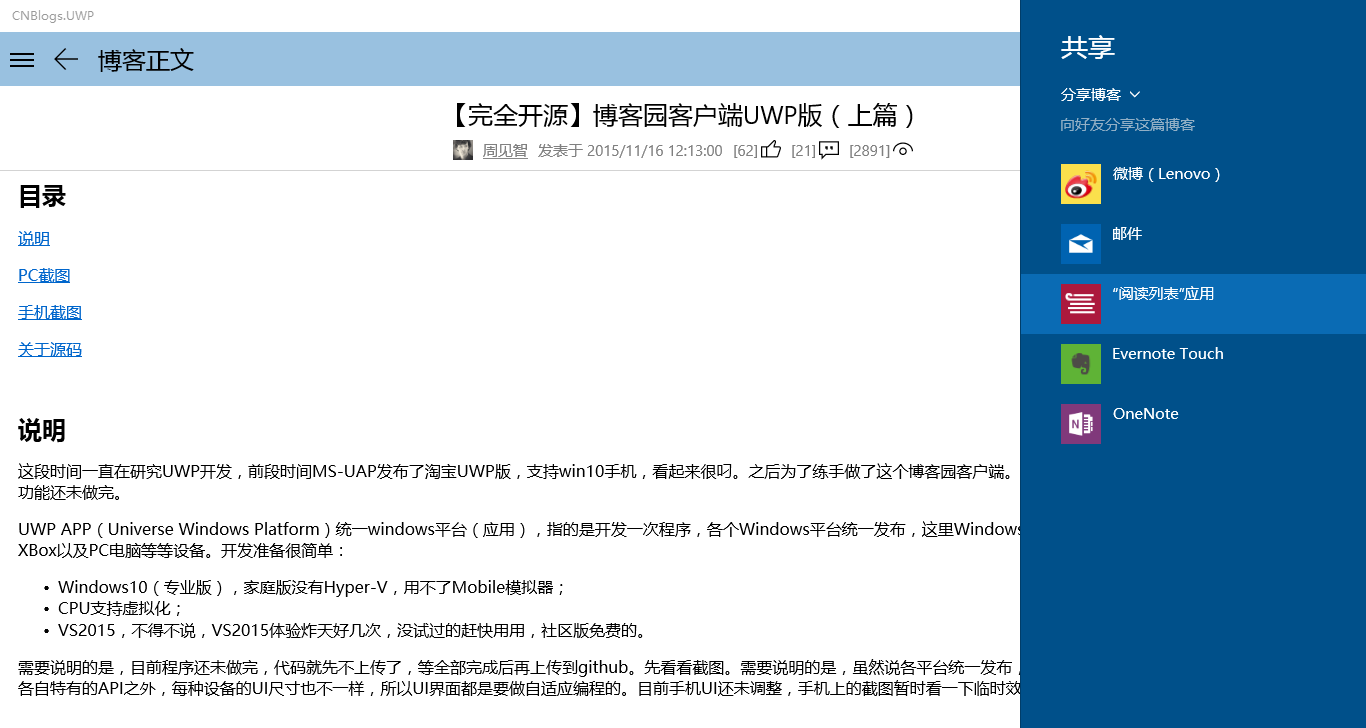 CNBlogs.UWP
博客正文
【完全开源】博客园客户端UWP版（上篇）
周见智 发表于 2015/11/16 12:13:00 [62] [21] [2891]
目录
说明
PC截图
手机截图
关于源码
说明
这段时间一直在研究UWP开发，前段时间MS-UAP发布了淘宝UWP版，支持win10手机，看起来很叼。之后为了练手做了这个博客园客户端。
功能还未做完。
UWP APP（Universe Windows Platform）统一windows平台（应用），指的是开发一次程序，各个Windows平台统一发布，这里Windows
XBox以及PC电脑等等设备。开发准备很简单：
• Windows10（专业版），家庭版没有Hyper-V，用不了Mobile模拟器；
• CPU支持虚拟化；
• VS2015，不得不说，VS2015体验炸天好几次，没试过的赶快用用，社区版免费的。
需要说明的是，目前程序还未做完，代码就先不上传了，等全部完成后再上传到github。先看看截图。需要说明的是，虽然说各平台统一发布，
各自特有的API之外，每种设备的UI尺寸也不一样，所以UI界面都是要做自适应编程的。目前手机UI还未调整，手机上的截图暂时看一下临时效
共享
分享博客
向好友分享这篇博客
微博（Lenovo）
邮件
“阅读列表”应用
Evernote Touch
OneNote